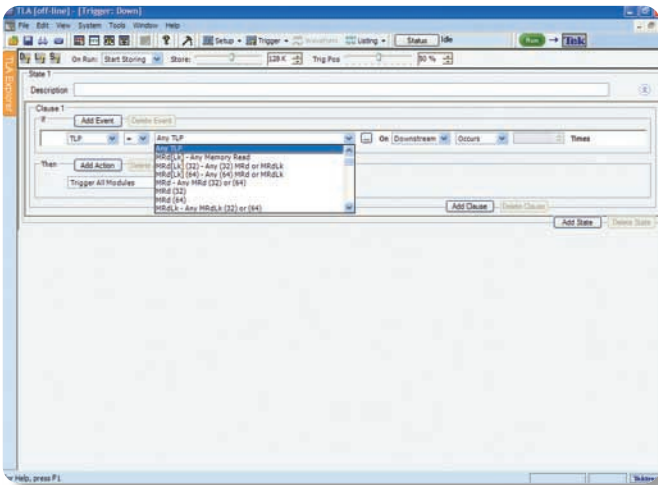 TLA [off-line] - [Trigger: Down]
File Edit View System Tools Window Help
Setup Trigger Waveform Listing Status Idle Run Tek
On Run: Start Storing Store: 128 K Trig Pos 50 %
TLA Explorer
State 1
Description
Clause 1
If Add Event Delete Event
TLP = Any TLP On Downstream Occurs Times
Any TLP
MRd[Lk] - Any Memory Read
MRd[Lk] (32) - Any (32) MRd or MRdLk
MRd[Lk] (64) - Any (64) MRd or MRdLk
MRd - Any MRd (32) or (64)
MRd (32)
MRd (64)
MRdLk - Any MRdLk (32) or (64)
Then Add Action Delete
Trigger All Modules
Add Clause Delete Clause
Add State Delete State
Help, press F1